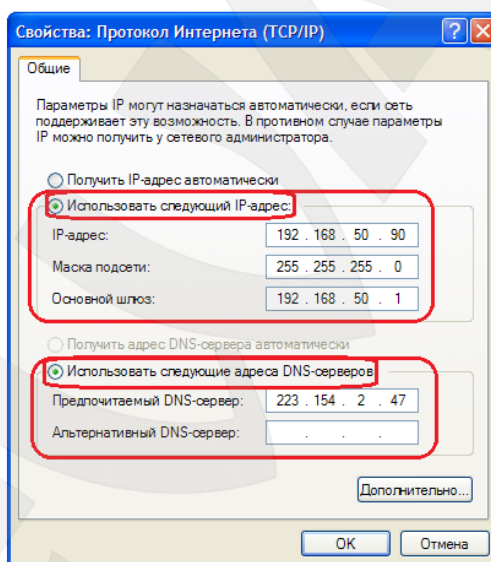 Свойства: Протокол Интернета (TCP/IP)
Общие
Параметры IP могут назначаться автоматически, если сеть
поддерживает эту возможность. В противном случае параметры
IP можно получить у сетевого администратора.
Получить IP-адрес автоматически
Использовать следующий IP-адрес:
IP-адрес: 192 . 168 . 50 . 90
Маска подсети: 255 . 255 . 255 . 0
Основной шлюз: 192 . 168 . 50 . 1
Получить адрес DNS-сервера автоматически
Использовать следующие адреса DNS-серверов
Предпочитаемый DNS-сервер: 223 . 154 . 2 . 47
Альтернативный DNS-сервер: . . .
Дополнительно...
OK Отмена